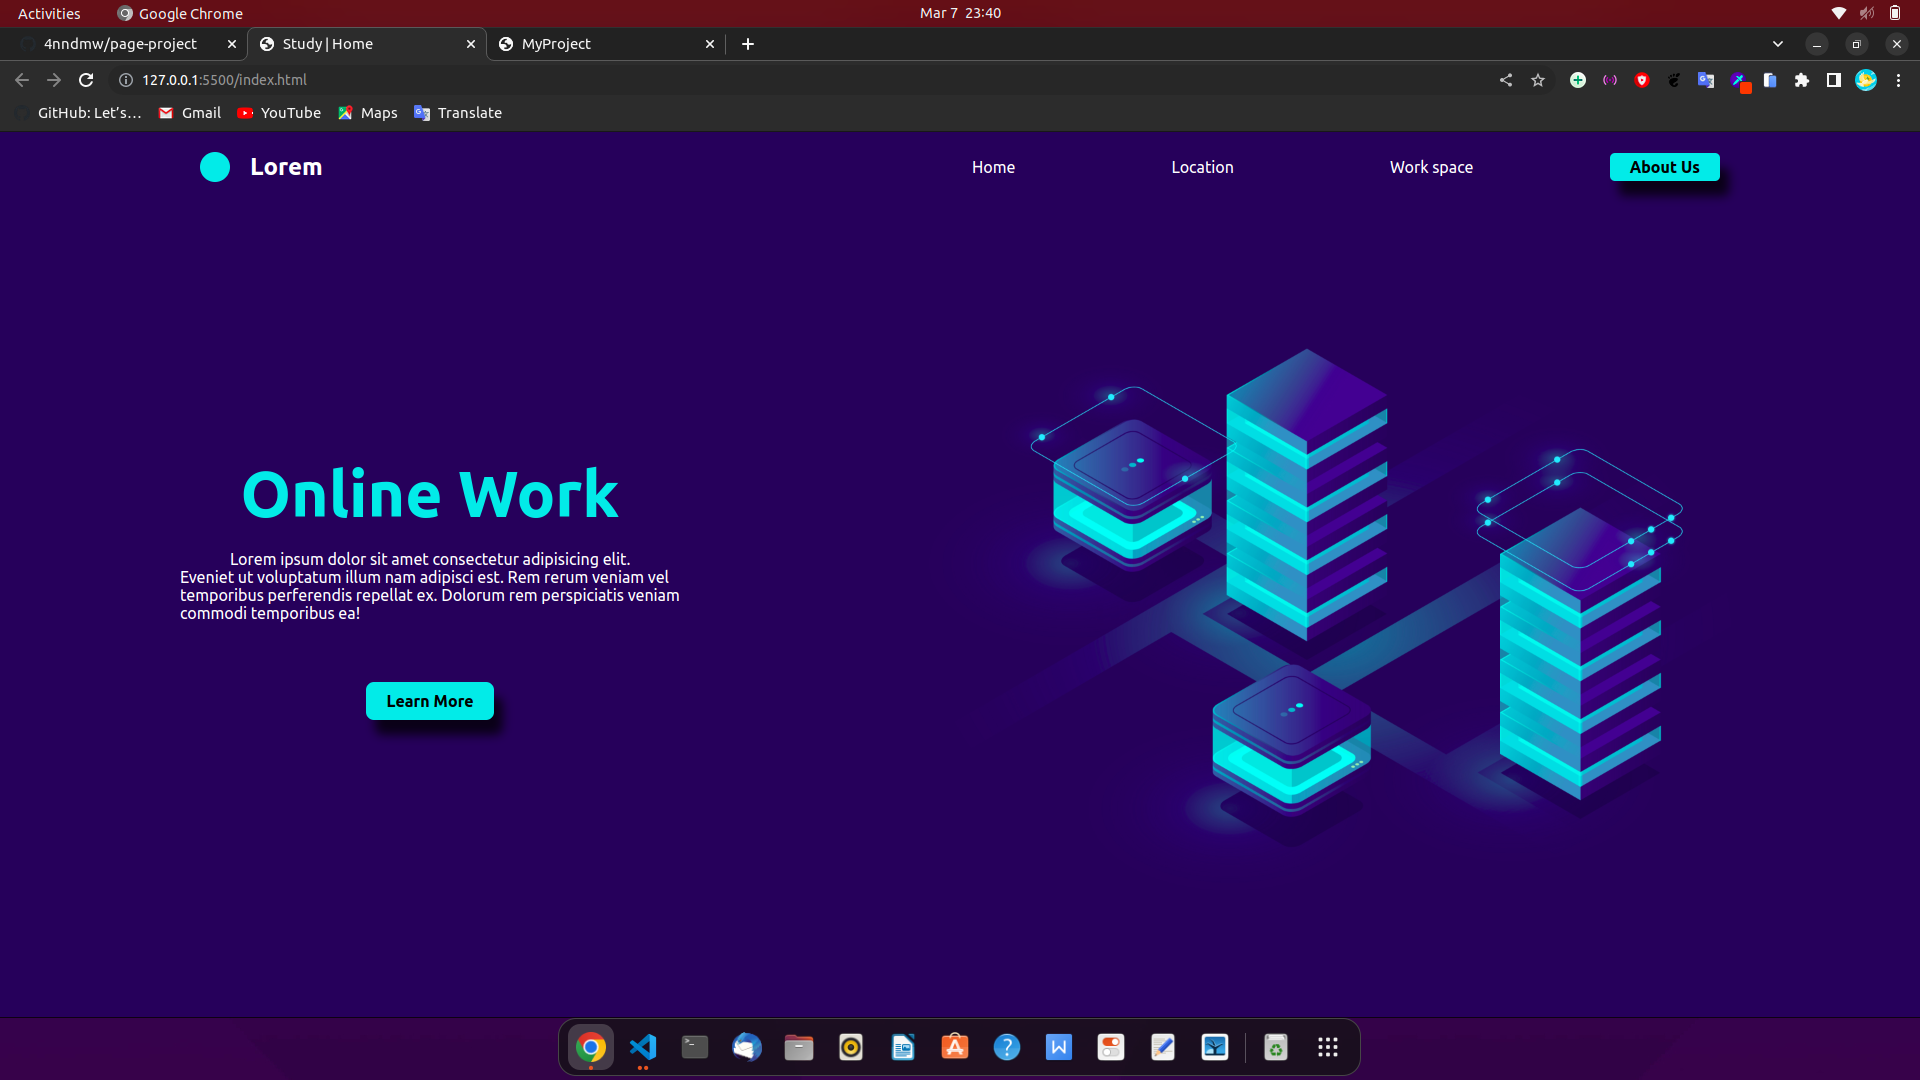 Activities
Google Chrome
Mar 7 23:40
4nndmw/page-project
Study | Home
MyProject
127.0.0.1:5500/index.html
GitHub: Let's...
Gmail
YouTube
Maps
Translate
Lorem
Home
Location
Work space
About Us
Online Work
Lorem ipsum dolor sit amet consectetur adipisicing elit.
Eveniet ut voluptatum illum nam adipisci est. Rem rerum veniam vel
temporibus perferendis repellat ex. Dolorum rem perspiciatis veniam
commodi temporibus ea!
Learn More